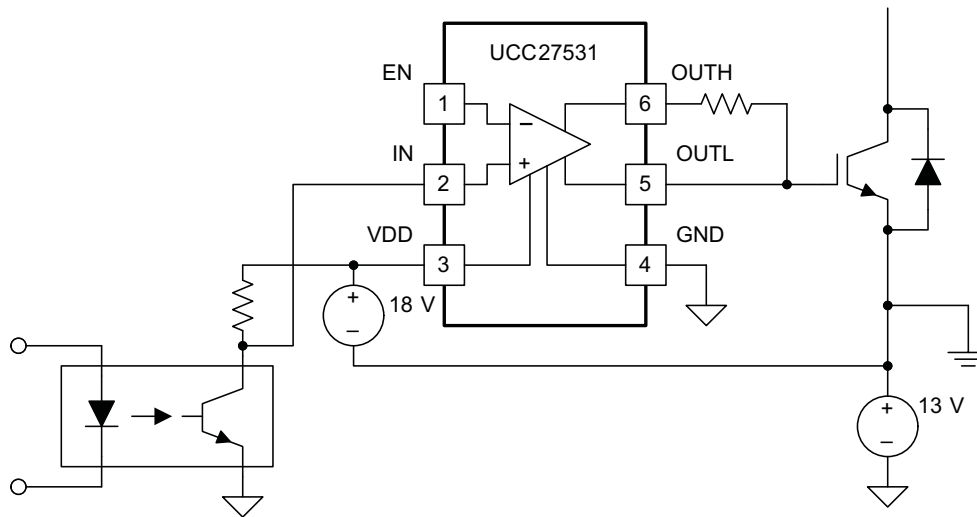 UCC27531
EN
OUTH
1
6
IN
OUTL
2
5
VDD
GND
3
4
18 V
13 V